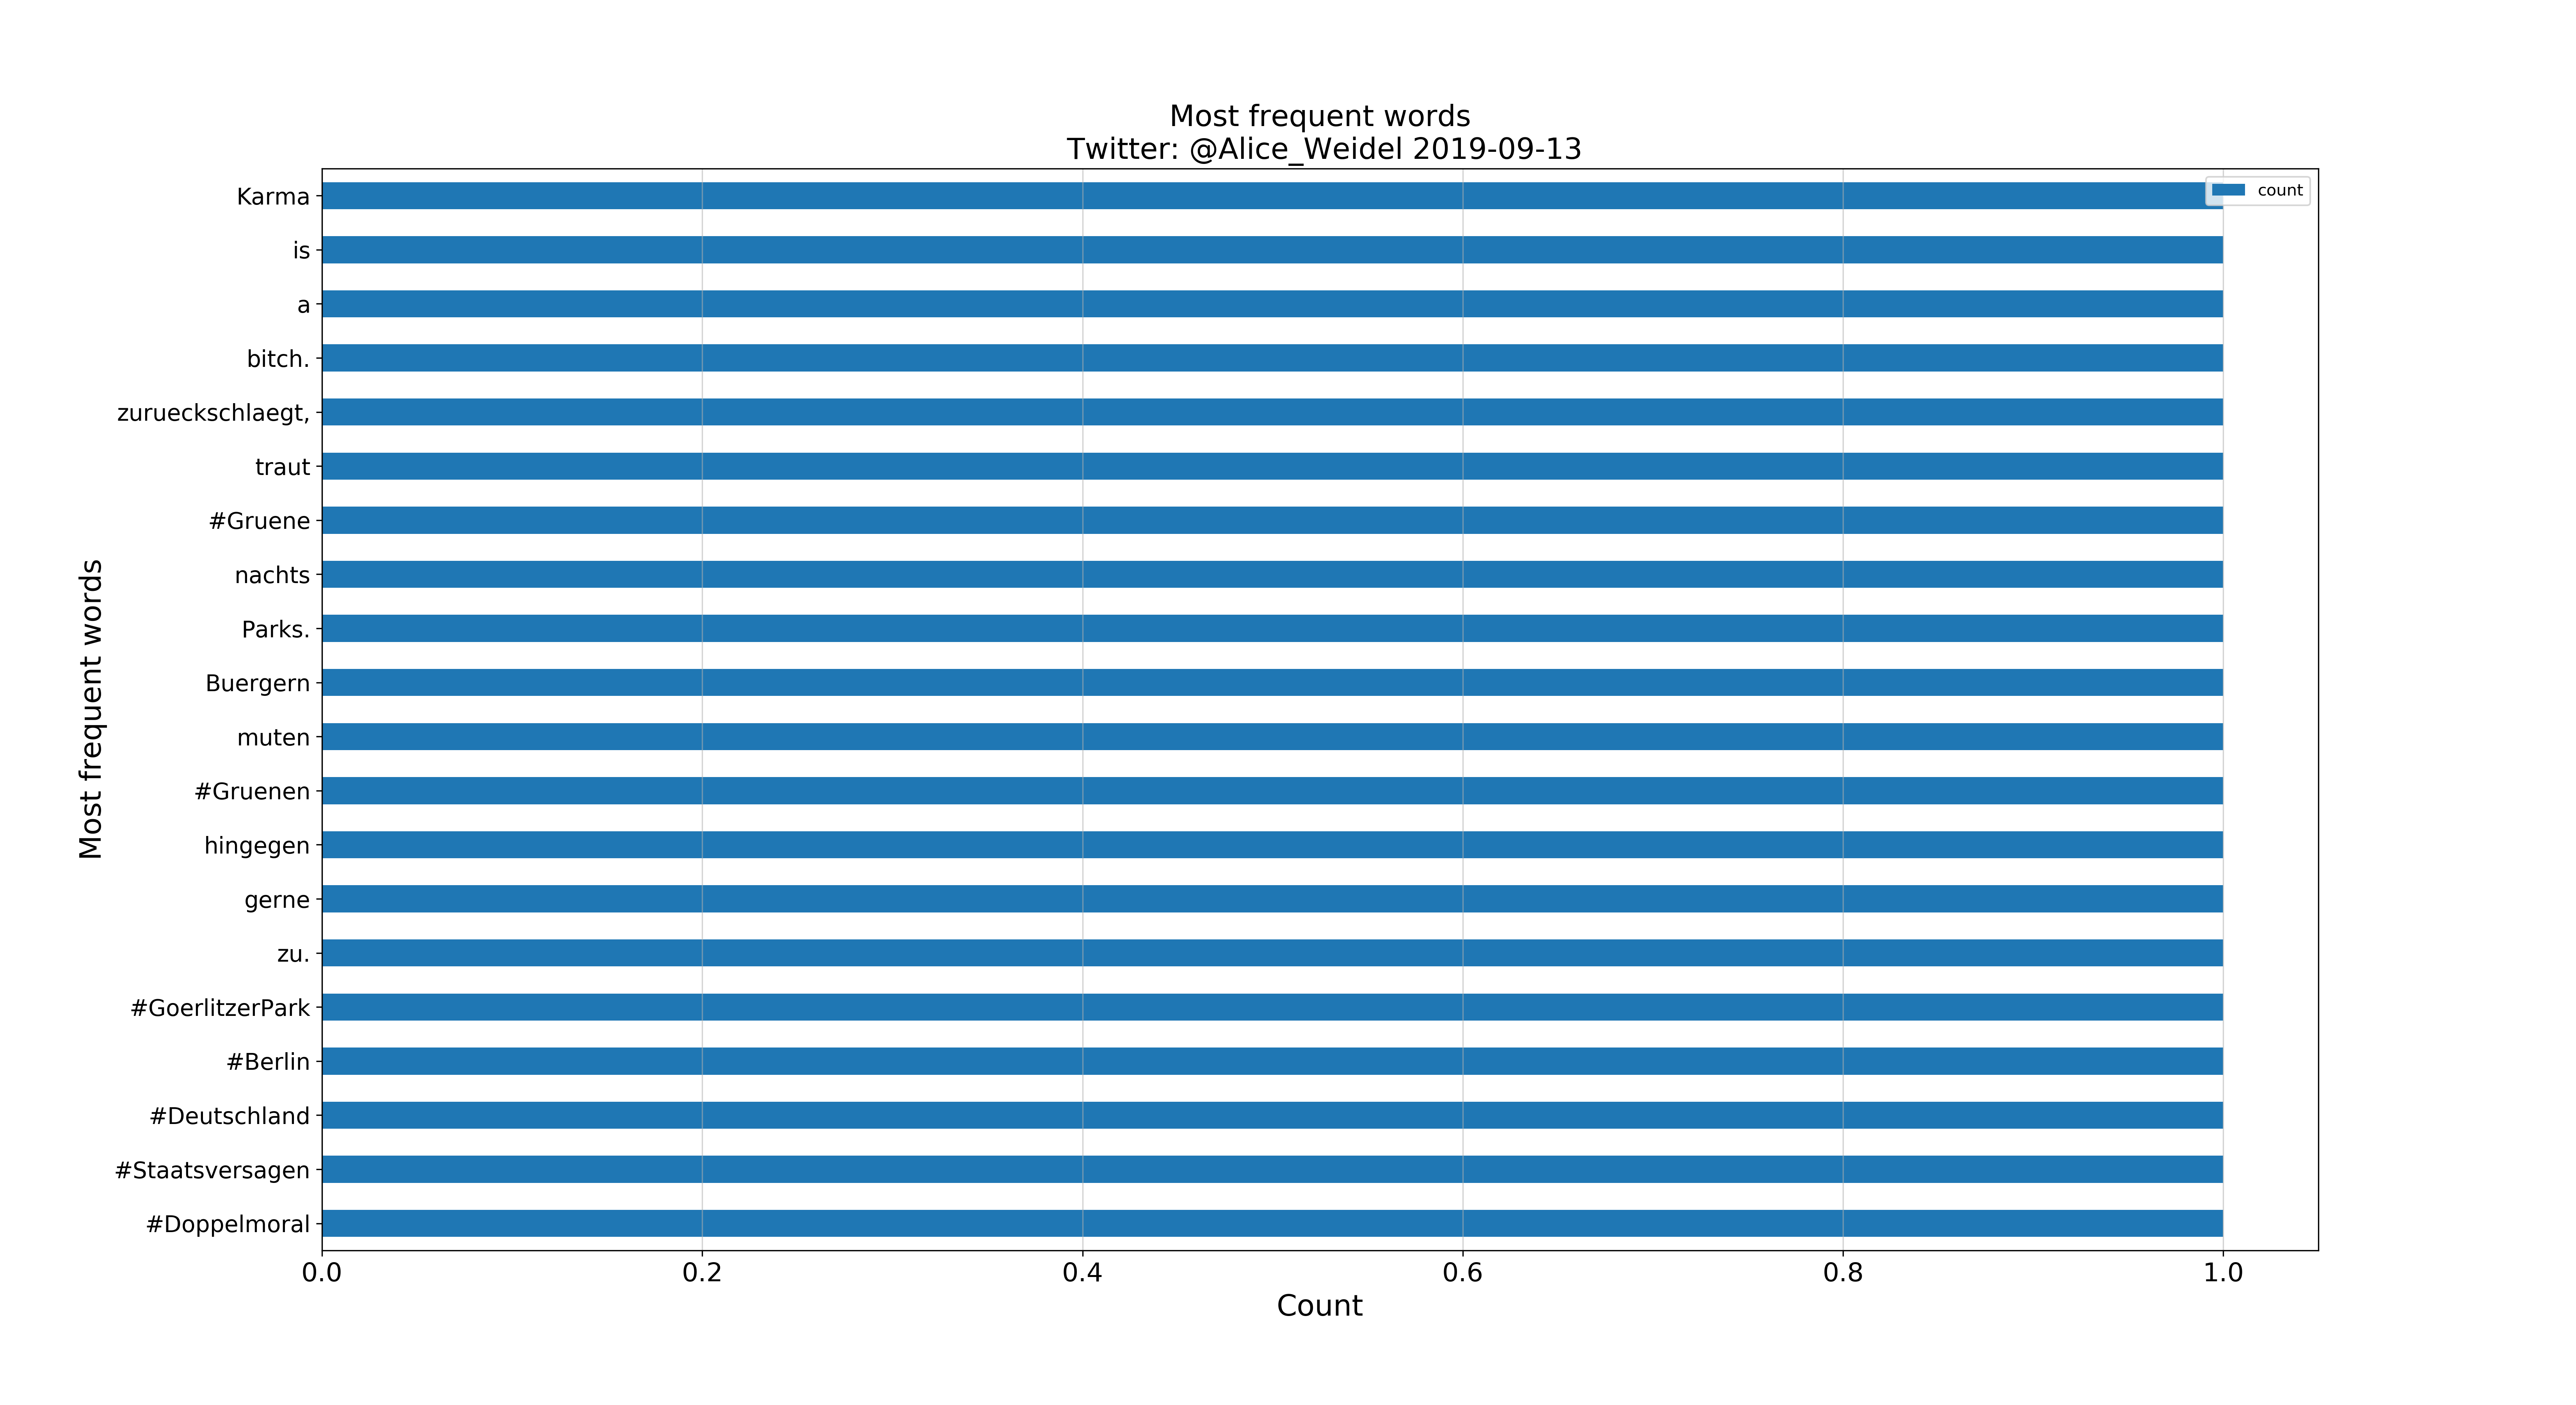 Most frequent words
Twitter: @Alice_Weidel 2019-09-13
count
Most frequent words
Karma
is
a
bitch.
zurueckschlaegt,
traut
#Gruene
nachts
Parks.
Buergern
muten
#Gruenen
hingegen
gerne
zu.
#GoerlitzerPark
#Berlin
#Deutschland
#Staatsversagen
#Doppelmoral
0.0 0.2 0.4 0.6 0.8 1.0
Count